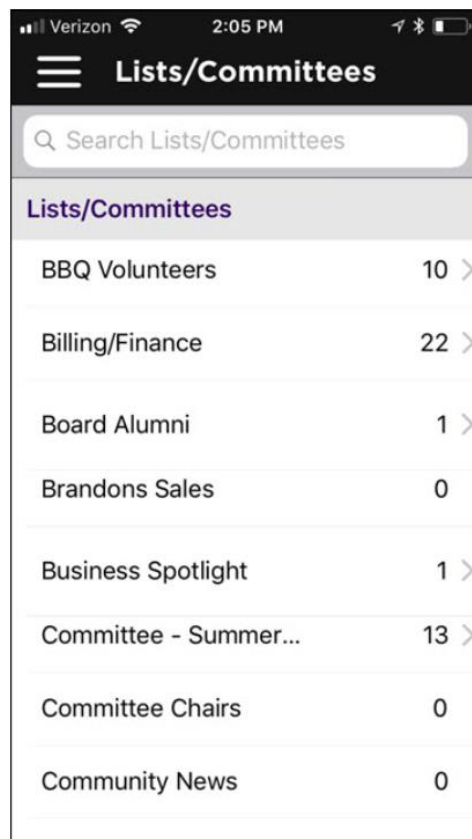 Verizon 2:05 PM
Lists/Committees
Search Lists/Committees
Lists/Committees
BBQ Volunteers 10
Billing/Finance 22
Board Alumni 1
Brandons Sales 0
Business Spotlight 1
Committee - Summer... 13
Committee Chairs 0
Community News 0